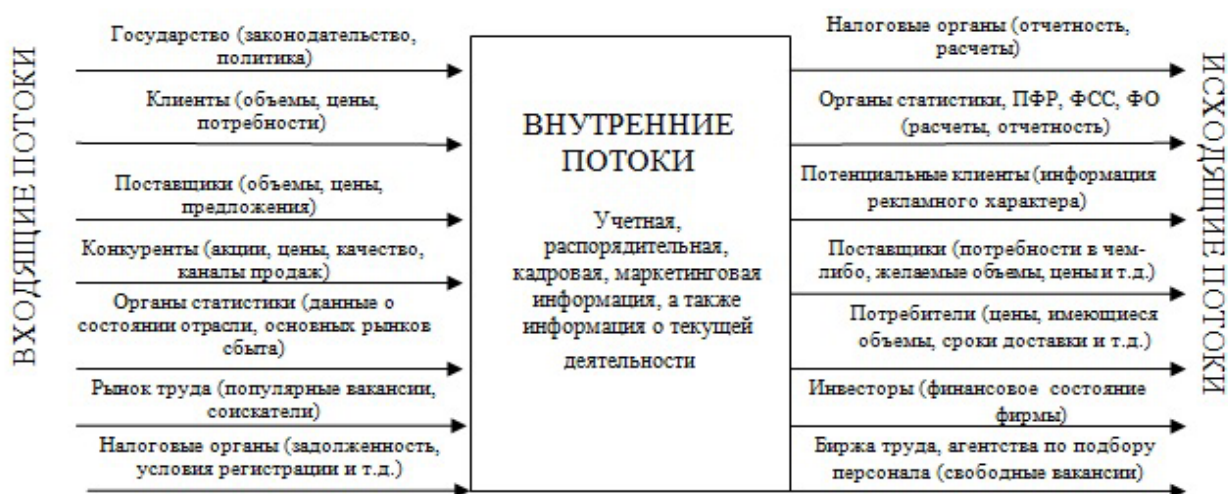 ВХОДЯЩИЕ ПОТОКИ
Государство (законодательство,
политика)
Клиенты (объемы, цены,
потребности)
Поставщики (объемы, цены,
предложения)
Конкуренты (акции, цены, качество,
каналы продаж)
Органы статистики (данные о
состоянии отрасли, основных рынков
сбыта)
Рынок труда (популярные вакансии,
соискатели)
Налоговые органы (задолженность,
условия регистрации и т.д.)
ВНУТРЕННИЕ
ПОТОКИ
Учетная,
распорядительная,
кадровая, маркетинговая
информация, а также
информация о текущей
деятельности
Налоговые органы (отчетность,
расчеты)
Органы статистики, ПФР, ФСС, ФО
(расчеты, отчетность)
Потенциальные клиенты (информация
рекламного характера)
Поставщики (потребности в чем-
либо, желаемые объемы, цены и т.д.)
Потребители (цены, имеющиеся
объемы, сроки доставки и т.д.)
Инвесторы (финансовое состояние
фирмы)
Биржа труда, агентства по подбору
персонала (свободные вакансии)
ИСХОДЯЩИЕ ПОТОКИ